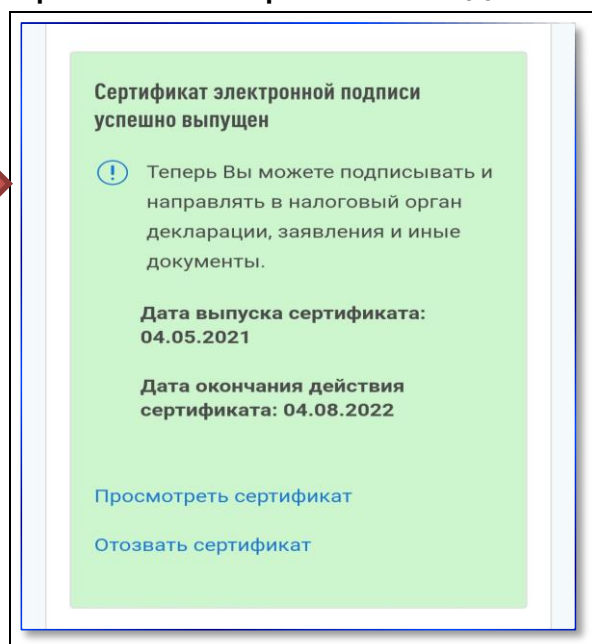 Сертификат электронной подписи
успешно выпущен
Теперь Вы можете подписывать и
направлять в налоговый орган
декларации, заявления и иные
документы.
Дата выпуска сертификата:
04.05.2021
Дата окончания действия
сертификата: 04.08.2022
Просмотреть сертификат
Отозвать сертификат